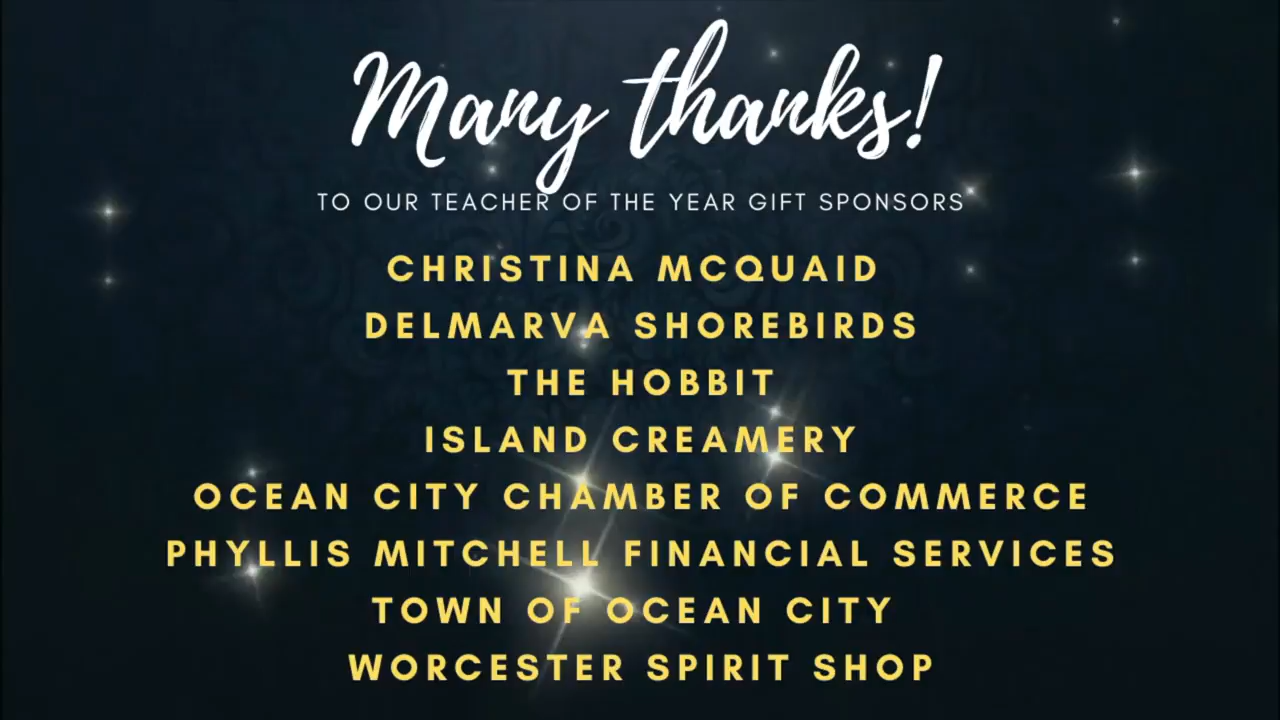 Many thanks!
TO OUR TEACHER OF THE YEAR GIFT SPONSORS
CHRISTINA MCQUAID
DELMARVA SHOREBIRDS
THE HOBBIT
ISLAND CREAMERY
OCEAN CITY CHAMBER OF COMMERCE
PHYLLIS MITCHELL FINANCIAL SERVICES
TOWN OF OCEAN CITY
WORCESTER SPIRIT SHOP